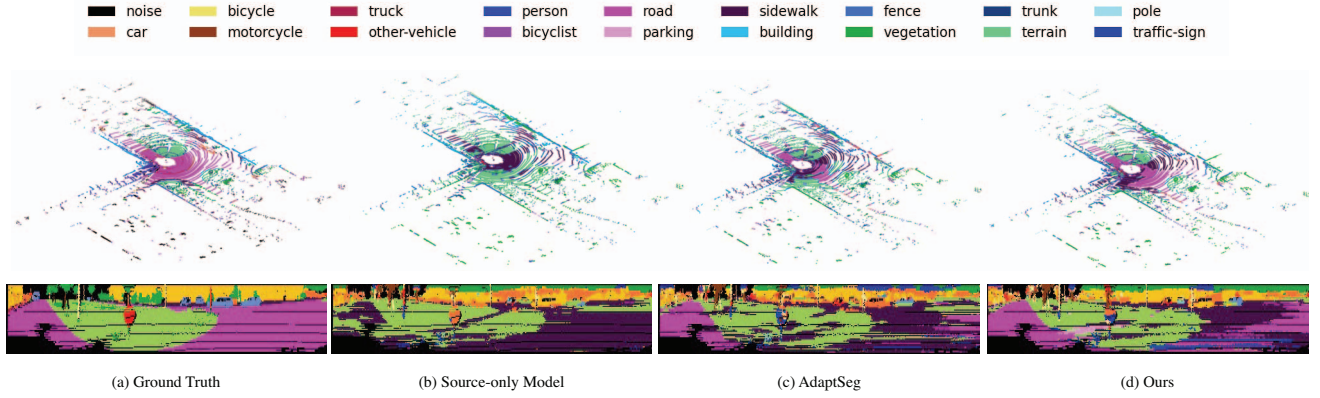 noise bicycle truck person road sidewalk fence trunk pole
car motorcycle other-vehicle bicyclist parking building vegetation terrain traffic-sign
(a) Ground Truth (b) Source-only Model (c) AdaptSeg (d) Ours